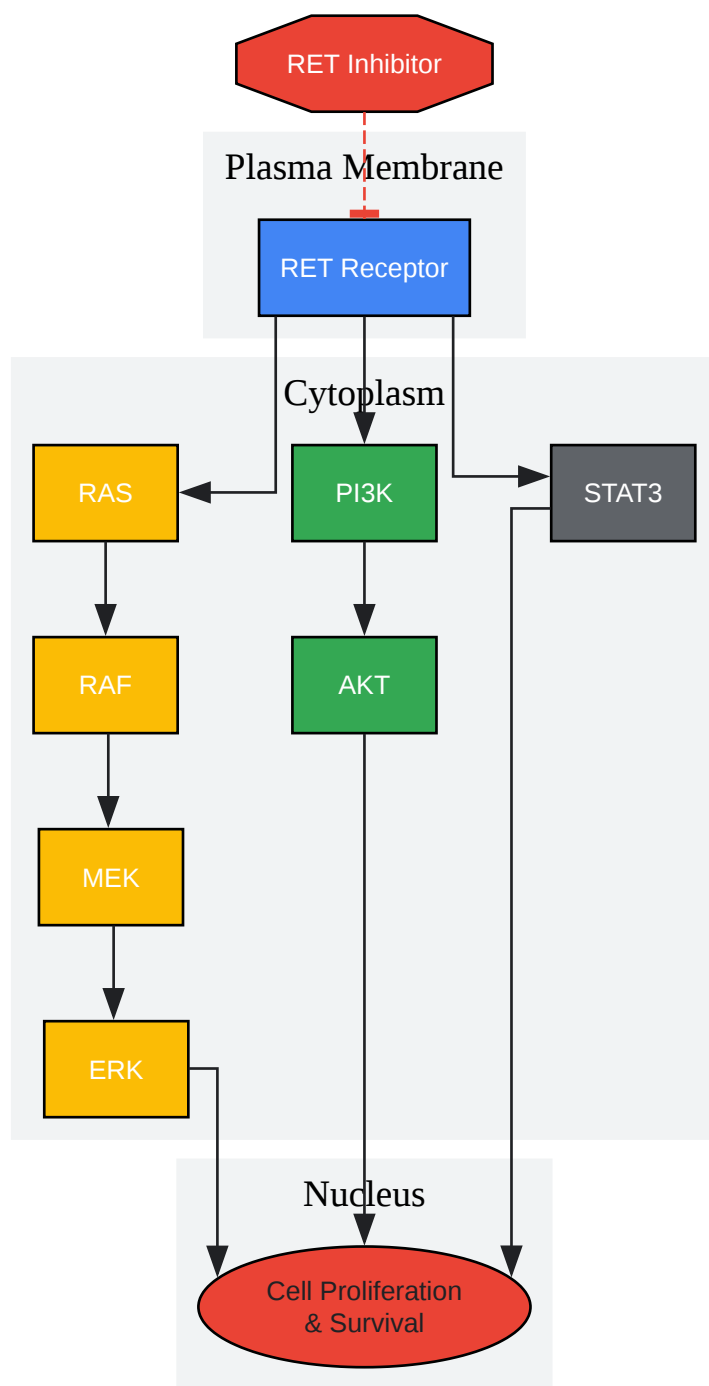 RET Inhibitor
Plasma Membrane
RET Receptor
Cytoplasm
RAS
PI3K
STAT3
RAF
AKT
MEK
ERK
Nucleus
Cell Proliferation
& Survival